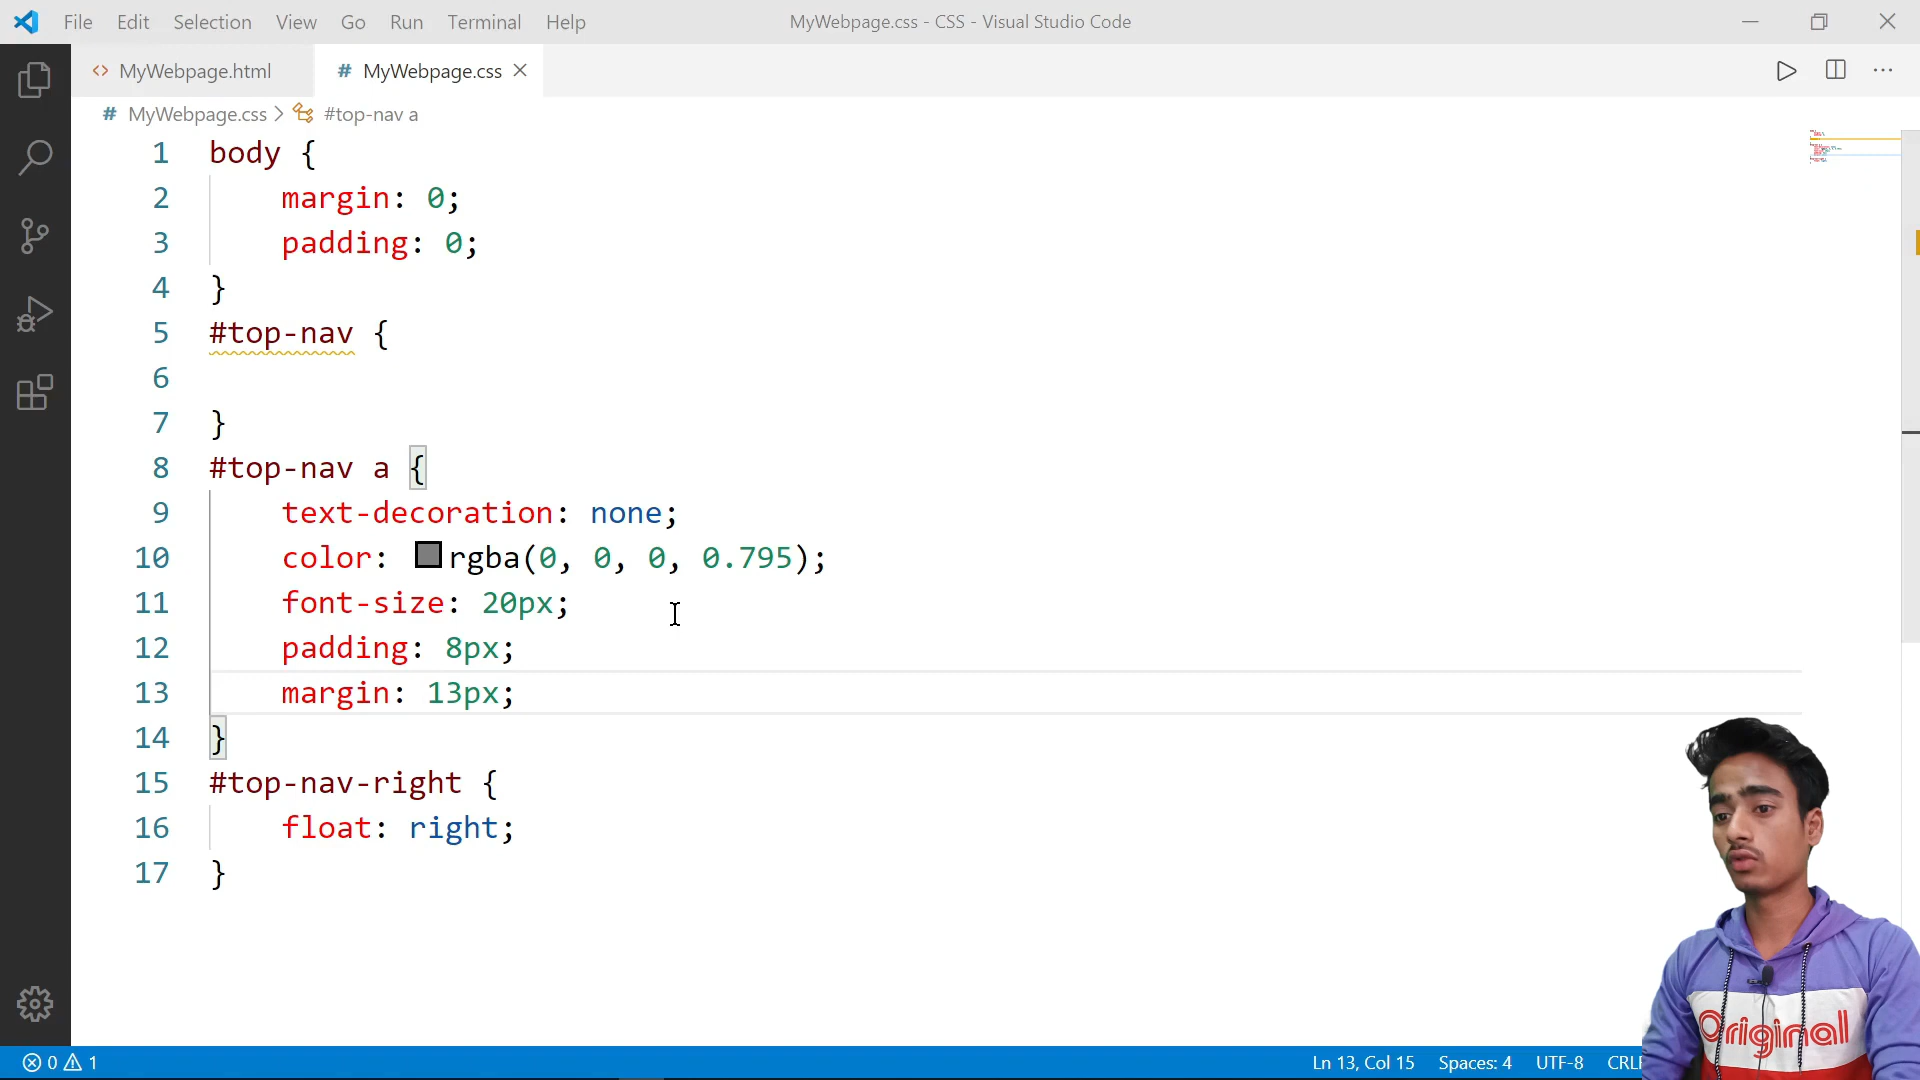 File Edit Selection View Go Run Terminal Help MyWebpage.css - CSS - Visual Studio Code
<> MyWebpage.html # MyWebpage.css
# MyWebpage.css > #top-nav a
1 body {
2 margin: 0;
3 padding: 0;
4 }
5 #top-nav {
6
7 }
8 #top-nav a {
9 text-decoration: none;
10 color: rgba(0, 0, 0, 0.795);
11 font-size: 20px;
12 padding: 8px;
13 margin: 13px;
14 }
15 #top-nav-right {
16 float: right;
17 }
Originall
0 1 Ln 13, Col 15 Spaces: 4 UTF-8 CRLF